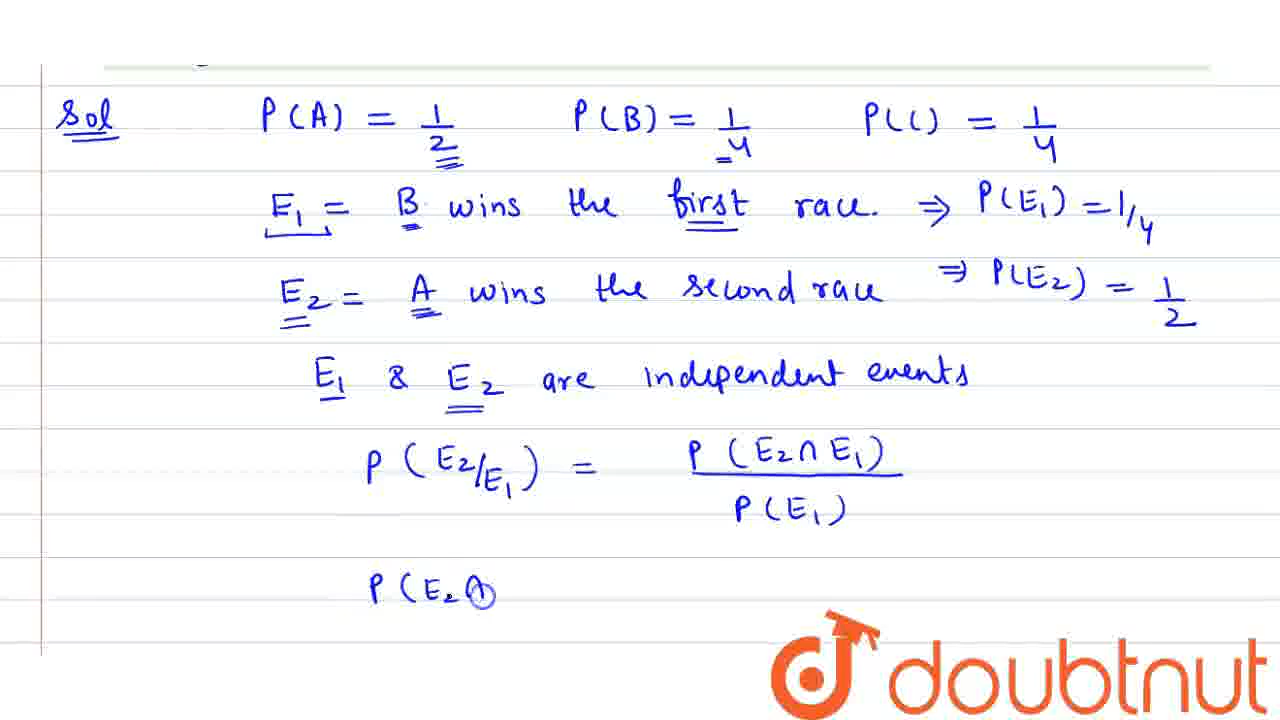 Sol P(A) = 1/2 P(B) = 1/4 P(C) = 1/4
E₁ = B wins the first race. ⇒ P(E₁) = 1/4
E₂ = A wins the second race ⇒ P(E₂) = 1/2
E₁ & E₂ are independent events
P(E₂/E₁) = P(E₂∩E₁)/P(E₁)
P(E₂∩
doubtnut